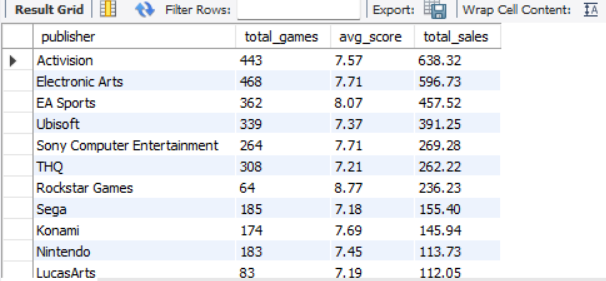 Result Grid Filter Rows: Export: Wrap Cell Content:
publisher total_games avg_score total_sales
Activision 443 7.57 638.32
Electronic Arts 468 7.71 596.73
EA Sports 362 8.07 457.52
Ubisoft 339 7.37 391.25
Sony Computer Entertainment 264 7.71 269.28
THQ 308 7.21 262.22
Rockstar Games 64 8.77 236.23
Sega 185 7.18 155.40
Konami 174 7.69 145.94
Nintendo 183 7.45 113.73
LucasArts 83 7.19 112.05